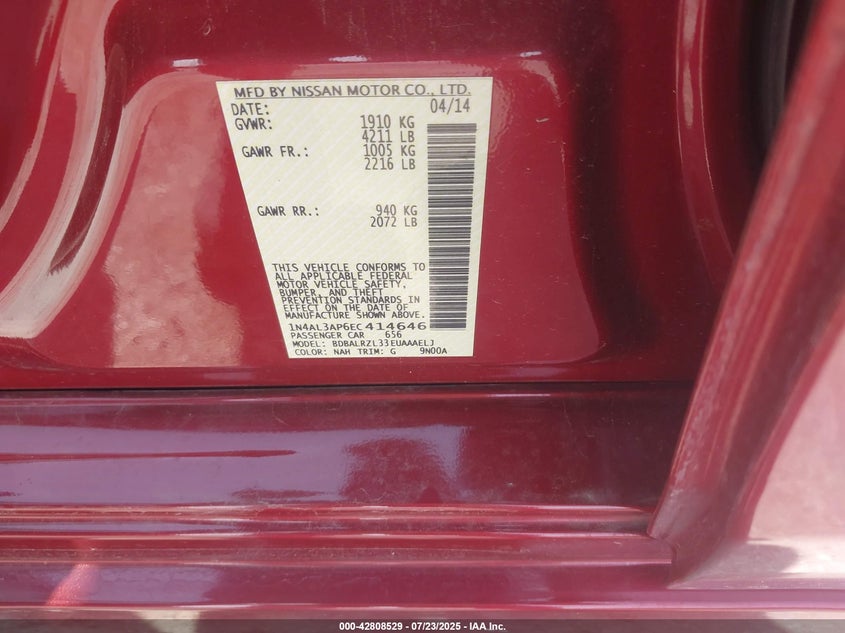 MFD BY NISSAN MOTOR CO., LTD.
DATE: 04/14
GVWR: 1910 KG
4211 LB
GAWR FR.: 1005 KG
2216 LB
GAWR RR.: 940 KG
2072 LB
THIS VEHICLE CONFORMS TO
ALL APPLICABLE FEDERAL
MOTOR VEHICLE SAFETY,
BUMPER, AND THEFT
PREVENTION STANDARDS IN
EFFECT ON THE DATE OF
MANUFACTURE SHOWN ABOVE.
1N4AL3AP6EC414646
PASSENGER CAR 656
MODEL: BDBALRZL33EUAAAELJ
COLOR: NAH TRIM: G 9N00A
000-42808529 - 07/23/2025 - IAA Inc.